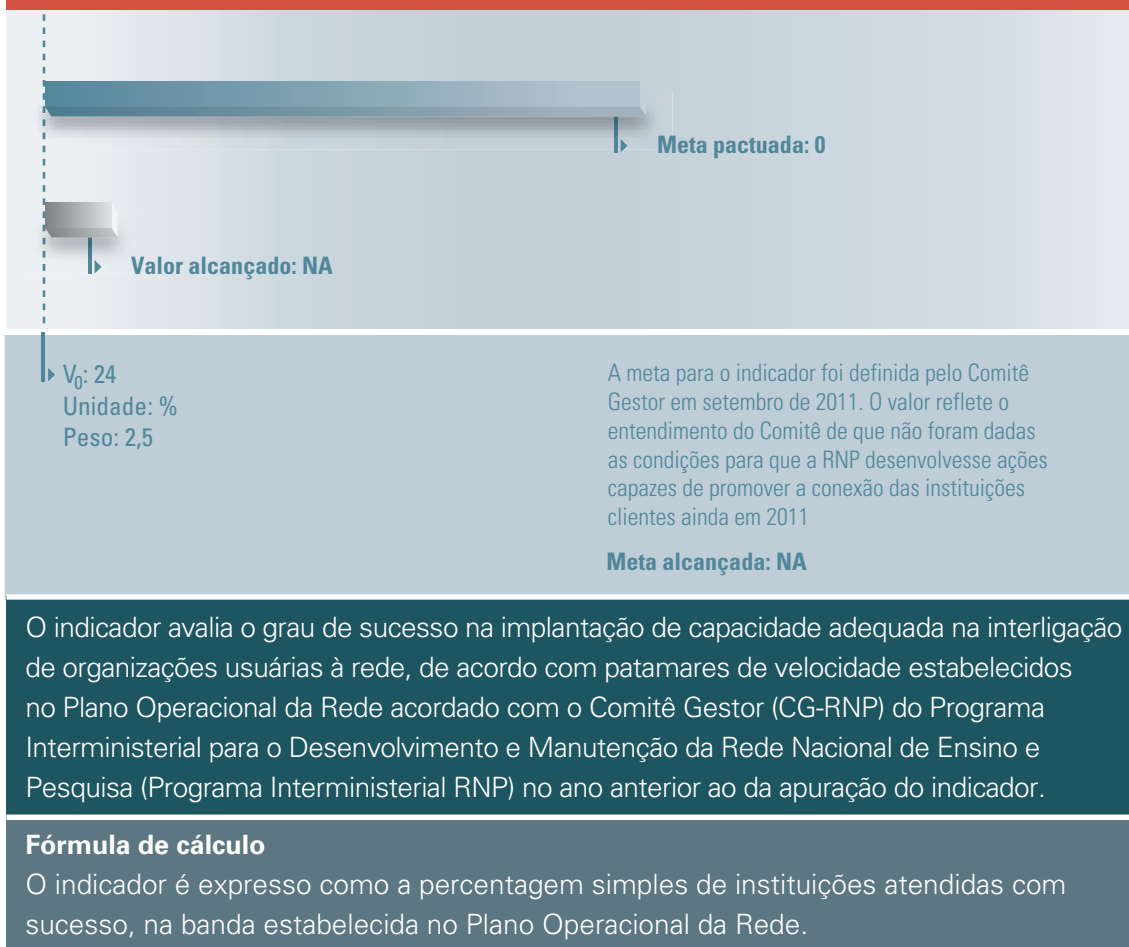 Meta pactuada: 0
Valor alcançado: NA
V0: 24
Unidade: %
Peso: 2,5
A meta para o indicador foi definida pelo Comitê
Gestor em setembro de 2011. O valor reflete o
entendimento do Comitê de que não foram dadas
as condições para que a RNP desenvolvesse ações
capazes de promover a conexão das instituições
clientes ainda em 2011
Meta alcançada: NA
O indicador avalia o grau de sucesso na implantação de capacidade adequada na interligação
de organizações usuárias à rede, de acordo com patamares de velocidade estabelecidos
no Plano Operacional da Rede acordado com o Comitê Gestor (CG-RNP) do Programa
Interministerial para o Desenvolvimento e Manutenção da Rede Nacional de Ensino e
Pesquisa (Programa Interministerial RNP) no ano anterior ao da apuração do indicador.
Fórmula de cálculo
O indicador é expresso como a percentagem simples de instituições atendidas com
sucesso, na banda estabelecida no Plano Operacional da Rede.